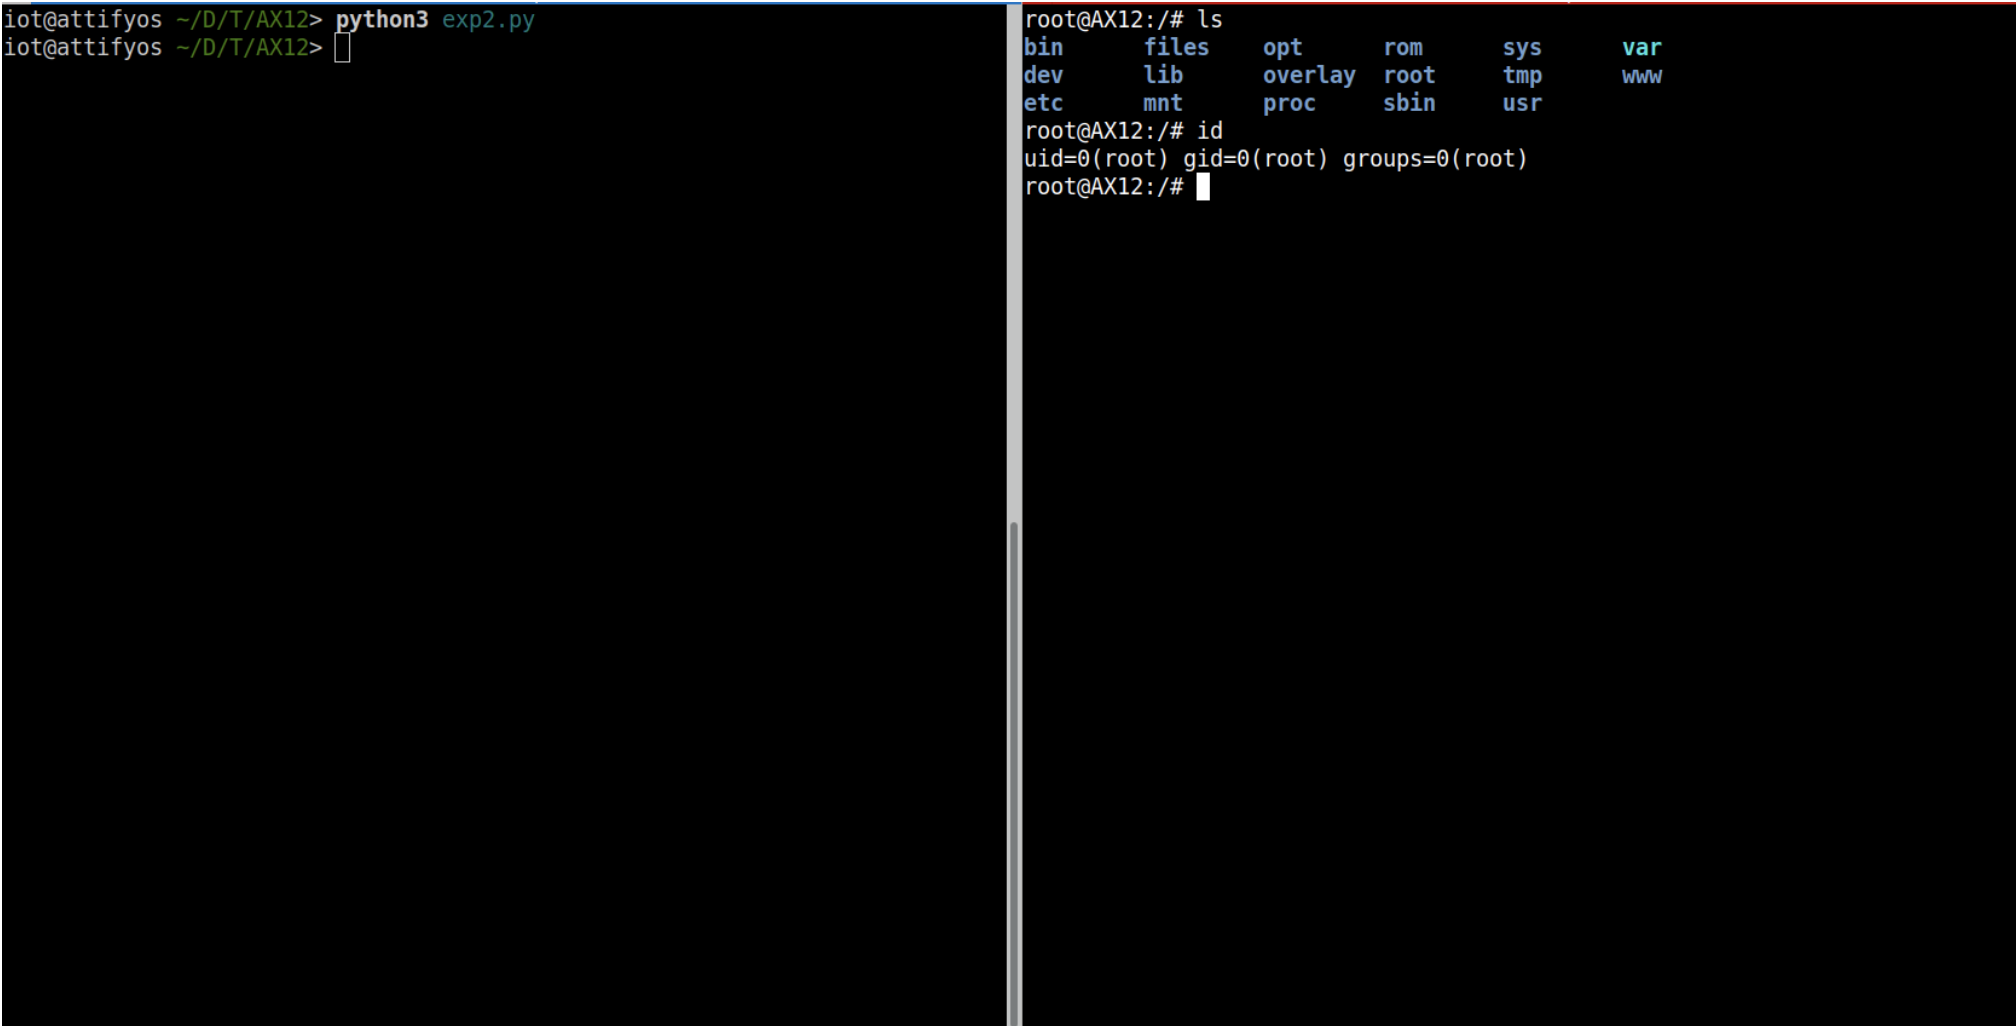 iot@attifyos ~/D/T/AX12> python3 exp2.py
iot@attifyos ~/D/T/AX12>
root@AX12:/# ls
bin files opt rom sys var
dev lib overlay root tmp www
etc mnt proc sbin usr
root@AX12:/# id
uid=0(root) gid=0(root) groups=0(root)
root@AX12:/#